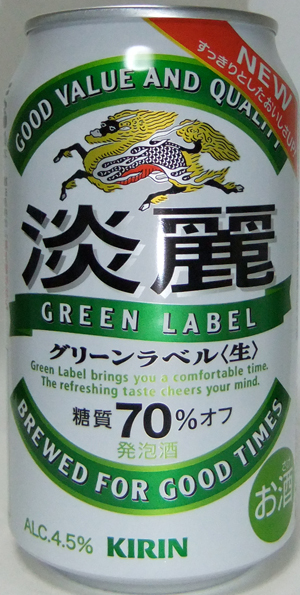 GOOD VALUE AND QUALITY
NEW
すっきりとしたおいしさUP!
淡麗
GREEN LABEL
グリーンラベル〈生〉
Green Label brings you a comfortable time.
The refreshing taste cheers your mind.
糖質70%オフ
発泡酒
BREWED FOR GOOD TIMES
お酒
ALC.4.5%
KIRIN